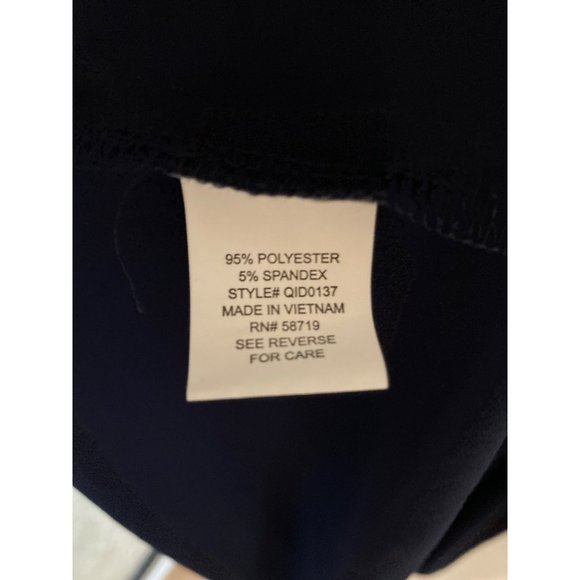 95% POLYESTER
5% SPANDEX
STYLE# QID0137
MADE IN VIETNAM
RN# 58719
SEE REVERSE
FOR CARE